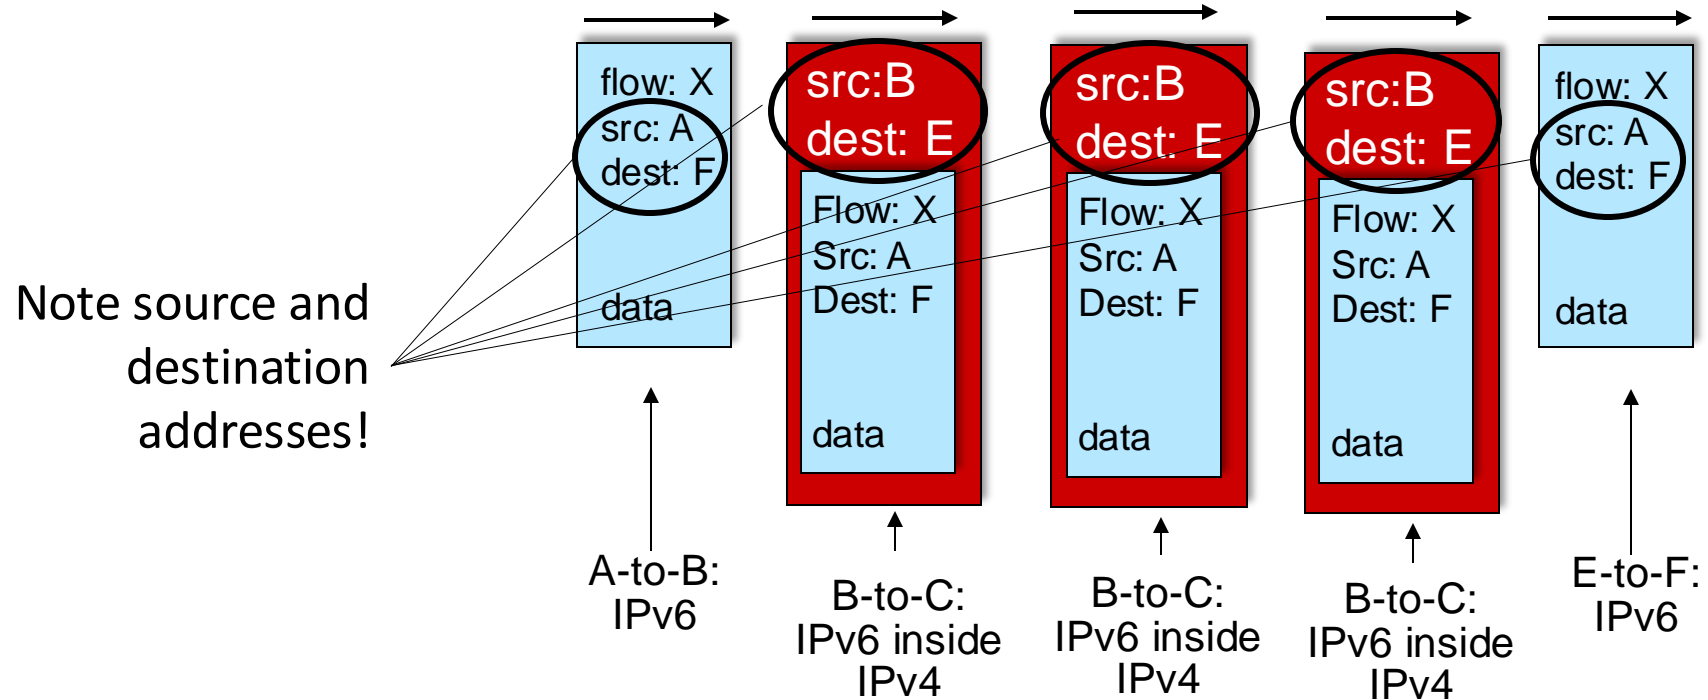 Note source and
destination
addresses!
flow: X
src: A
dest: F
data
A-to-B:
IPv6
src:B
dest: E
Flow: X
Src: A
Dest: F
data
B-to-C:
IPv6 inside
IPv4
src:B
dest: E
Flow: X
Src: A
Dest: F
data
B-to-C:
IPv6 inside
IPv4
src:B
dest: E
Flow: X
Src: A
Dest: F
data
B-to-C:
IPv6 inside
IPv4
flow: X
src: A
dest: F
data
E-to-F:
IPv6